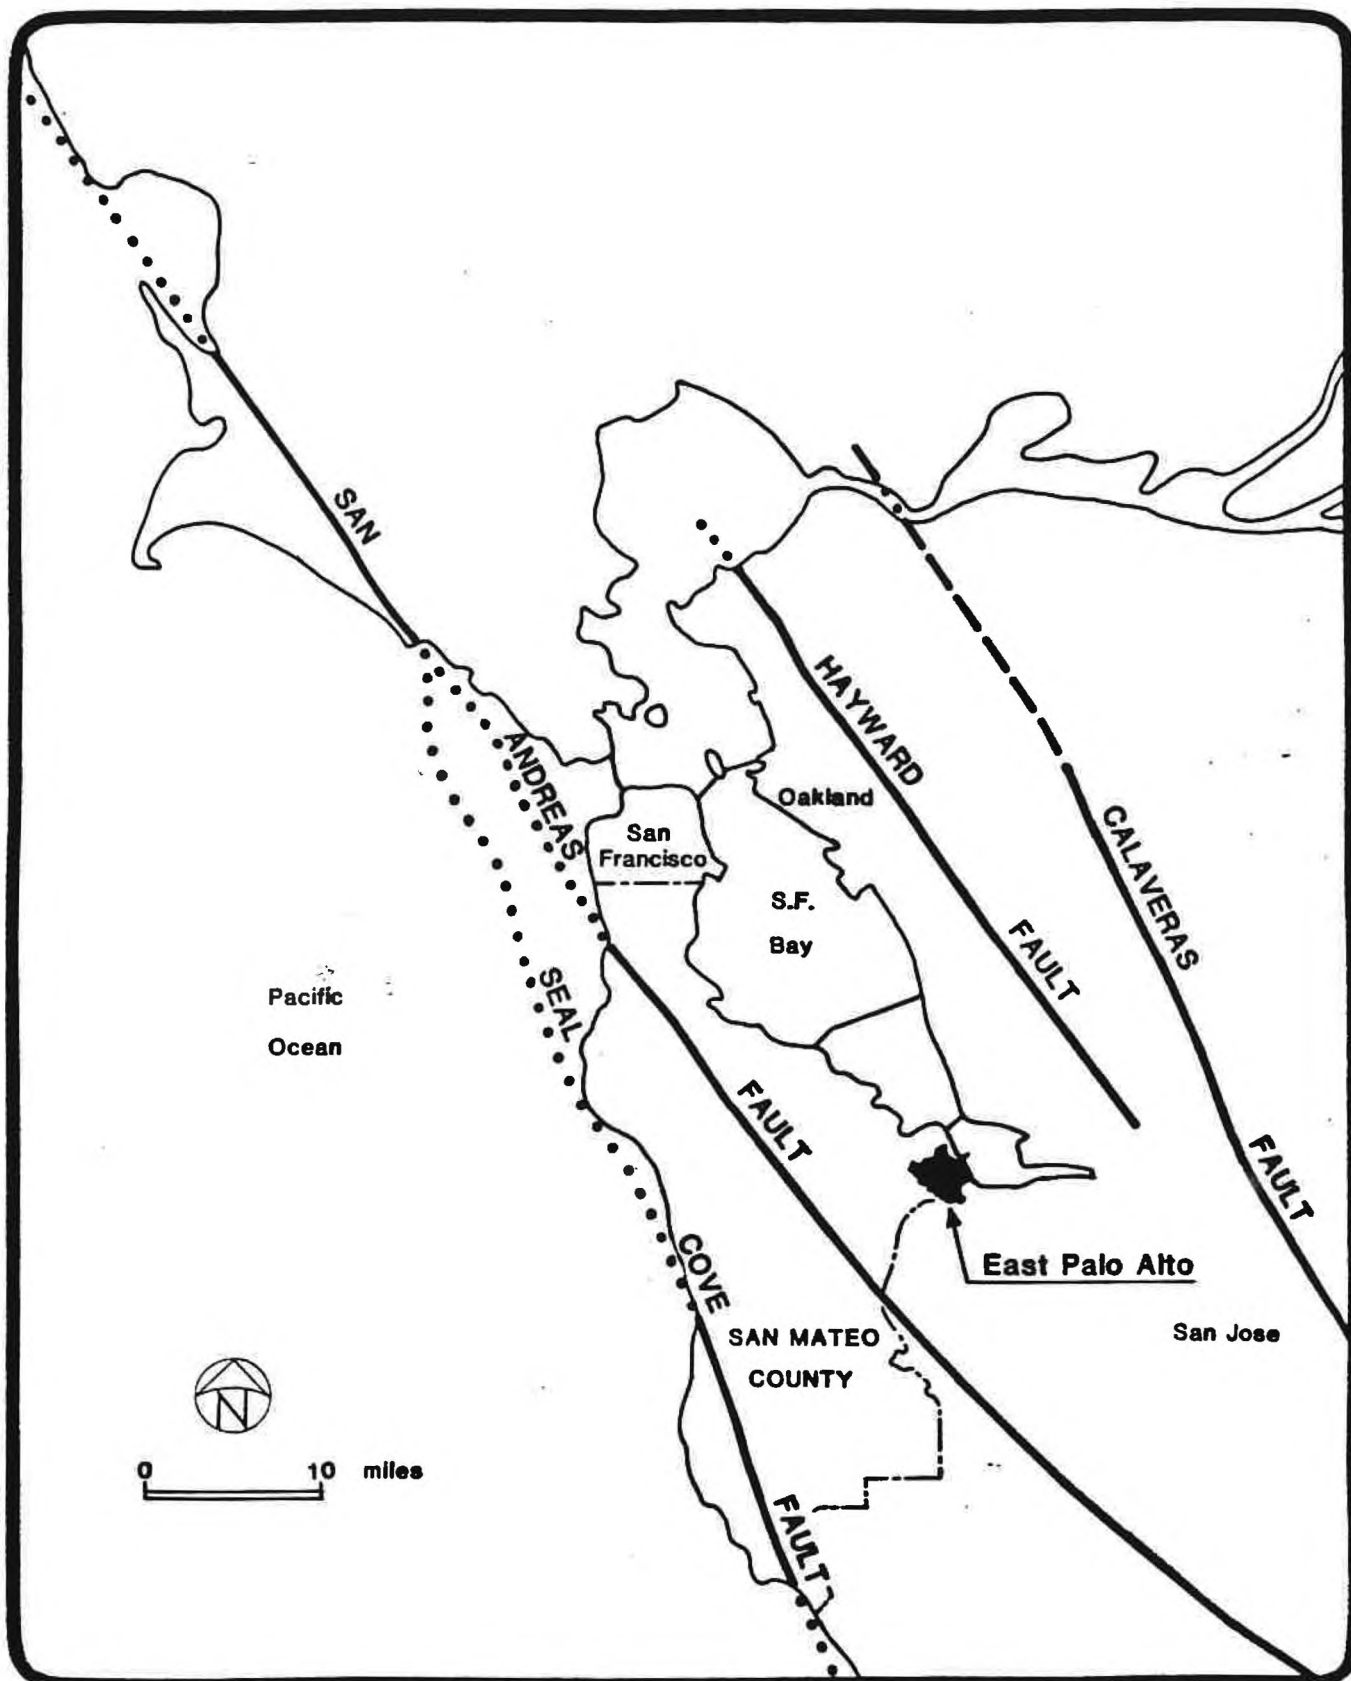 SAN
ANDREAS
FAULT
HAYWARD
FAULT
CALAVERAS
FAULT
Oakland
San
Francisco
S.F.
Bay
SEAL
COVE
FAULT
Pacific
Ocean
East Palo Alto
San Jose
SAN MATEO
COUNTY
N
0 10 miles